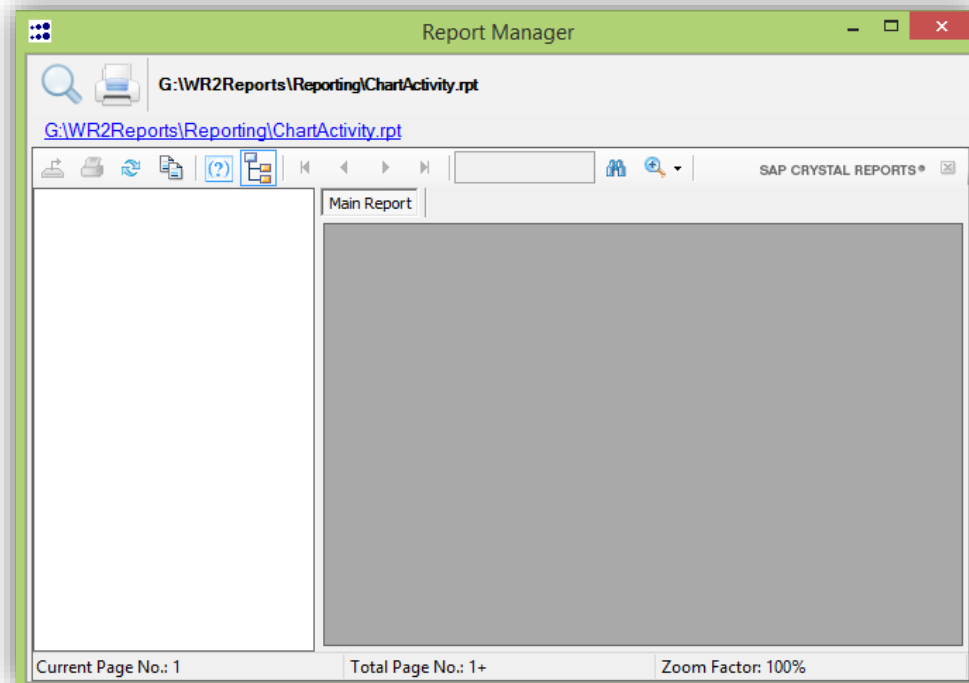 Report Manager
G:\WR2Reports\Reporting\ChartActivity.rpt
G:\WR2Reports\Reporting\ChartActivity.rpt
(?) SAP CRYSTAL REPORTS®
Main Report
Current Page No.: 1 Total Page No.: 1+ Zoom Factor: 100%